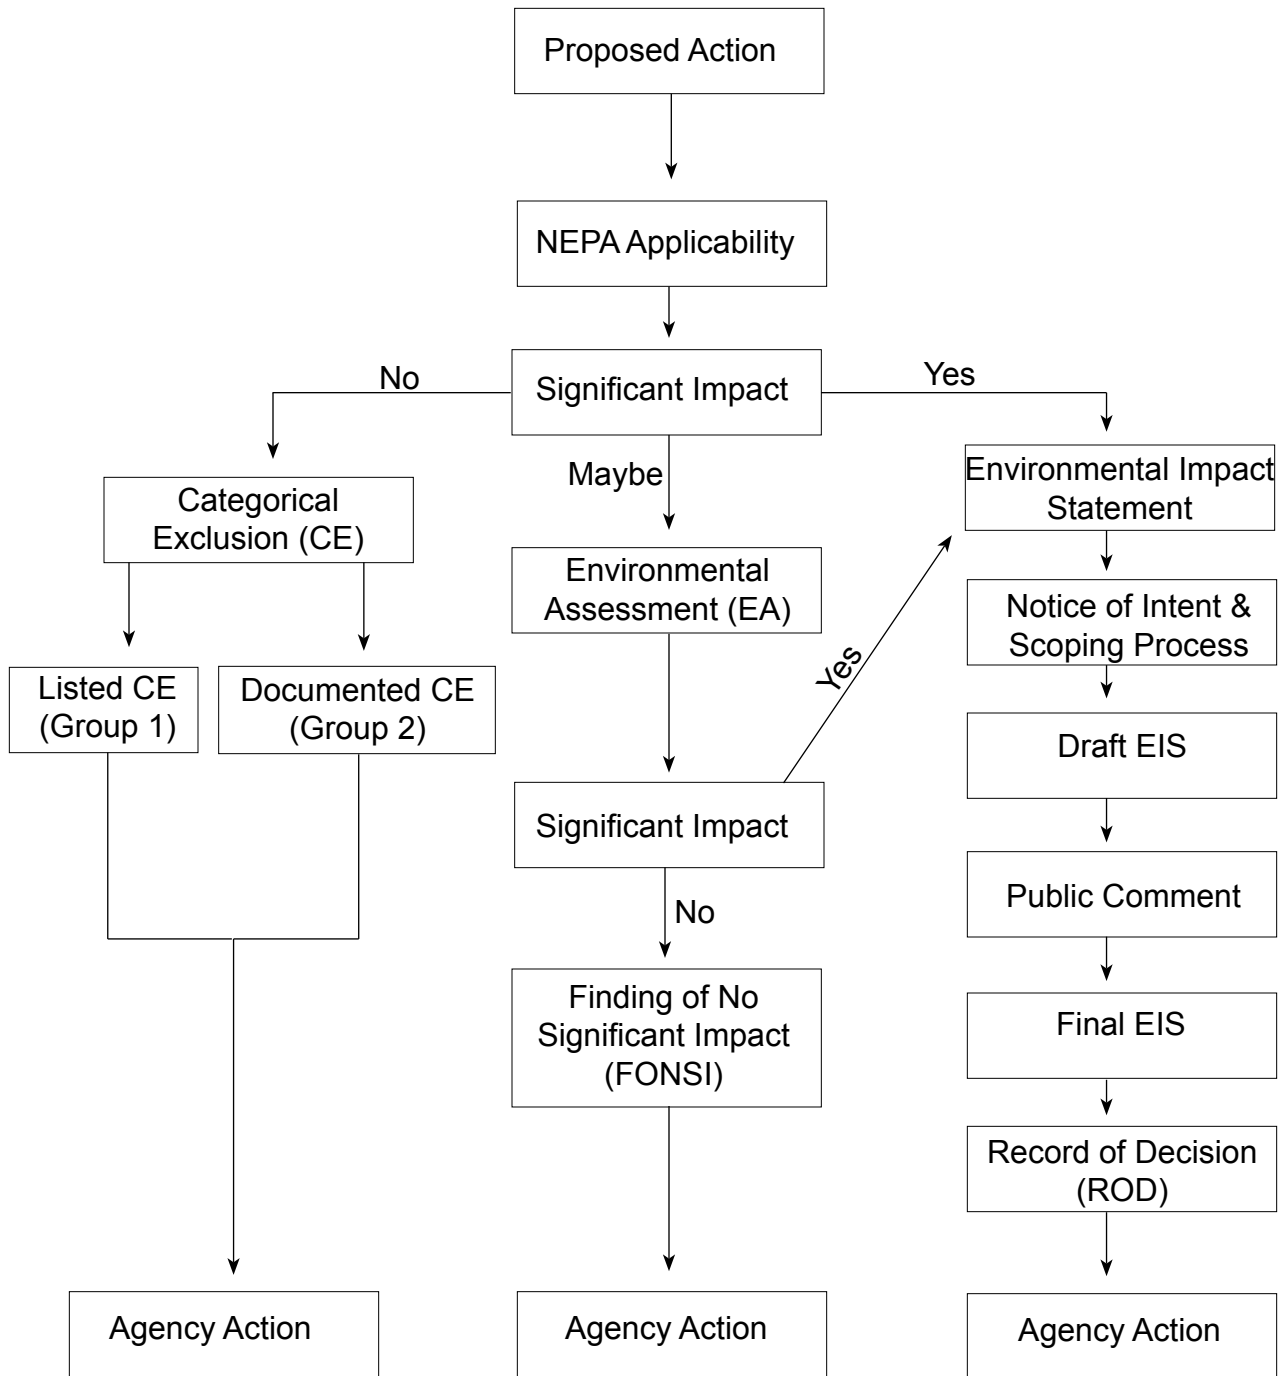 Proposed Action
NEPA Applicability
Significant Impact
No
Yes
Maybe
Categorical
Exclusion (CE)
Environmental Impact
Statement
Environmental
Assessment (EA)
Notice of Intent &
Scoping Process
Yes
Listed CE
(Group 1)
Documented CE
(Group 2)
Draft EIS
Significant Impact
Public Comment
No
Finding of No
Significant Impact
(FONSI)
Final EIS
Record of Decision
(ROD)
Agency Action
Agency Action
Agency Action